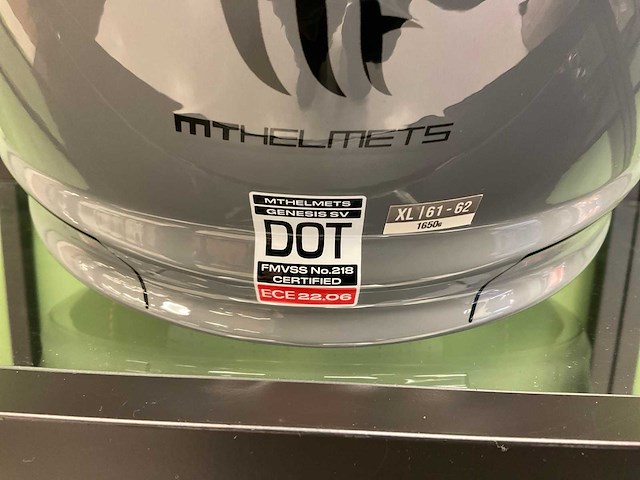 MTHELMETS
MTHELMETS
GENESIS SV
DOT
FMVSS No.218
CERTIFIED
ECE 22.06
XL | 61 - 62
1650g